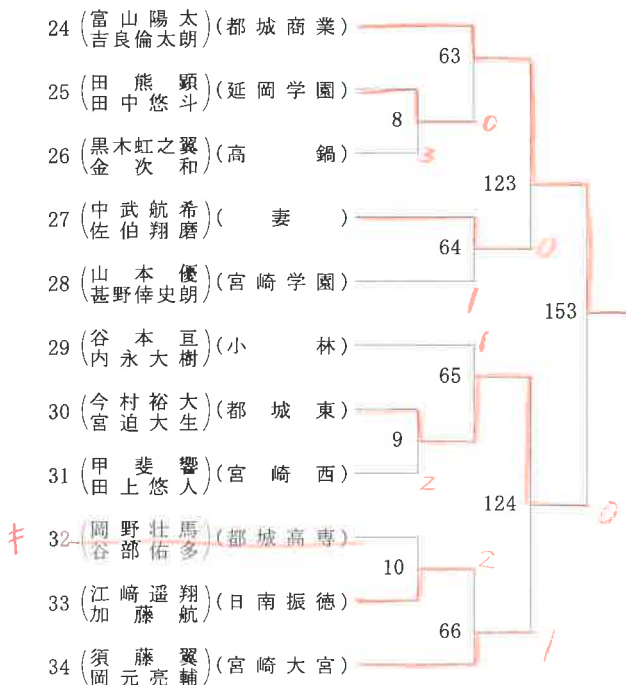 24 (富山陽太 吉良倫太朗) (都城商業)
63
25 (田熊顕 田中悠斗) (延岡学園)
8
0
26 (黒木虹之翼 金次和) (高鍋)
3
123
27 (中武航希 佐伯翔磨) (妻)
64
0
28 (山本優 甚野倖史朗) (宮崎学園)
1
153
29 (谷本亘 内永大樹) (小林)
1
65
30 (今村裕大 宮迫大生) (都城東)
9
31 (甲斐響 田上悠人) (宮崎西)
2
124
0
キ 32 (岡野壮馬 谷部佑多) (都城高専)
10
2
33 (江﨑遥翔 加藤航) (日南振徳)
66
1
34 (須藤翼 岡元亮輔) (宮崎大宮)